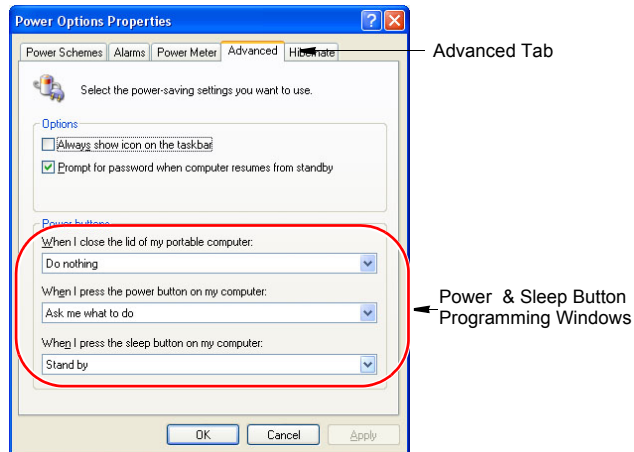 Power Options Properties
Power Schemes Alarms Power Meter Advanced Hibernate
Advanced Tab
Select the power-saving settings you want to use.
Options
Always show icon on the taskbar
Prompt for password when computer resumes from standby
Power buttons
When I close the lid of my portable computer:
Do nothing
When I press the power button on my computer:
Ask me what to do
When I press the sleep button on my computer:
Stand by
Power & Sleep Button
Programming Windows
OK Cancel Apply